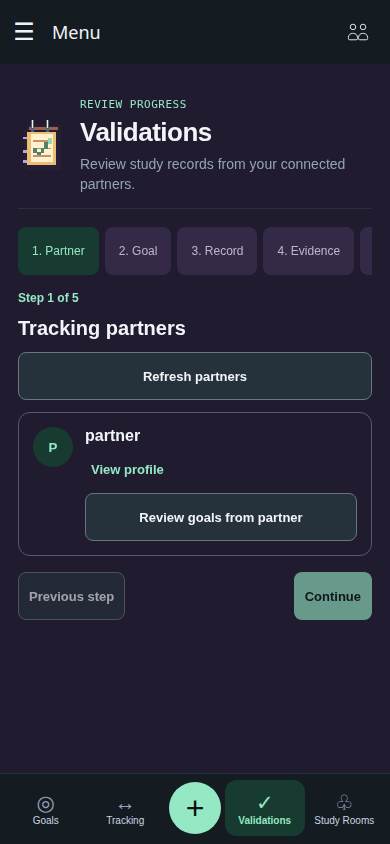 Menu
REVIEW PROGRESS
Validations
Review study records from your connected
partners.
1. Partner
2. Goal
3. Record
4. Evidence
Step 1 of 5
Tracking partners
Refresh partners
P
partner
View profile
Review goals from partner
Previous step
Continue
Goals
Tracking
+
Validations
Study Rooms